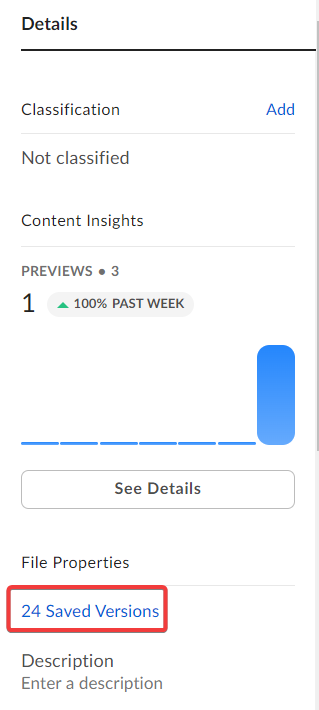 Details
Classification Add
Not classified
Content Insights
PREVIEWS • 3
1 100% PAST WEEK
See Details
File Properties
24 Saved Versions
Description
Enter a description